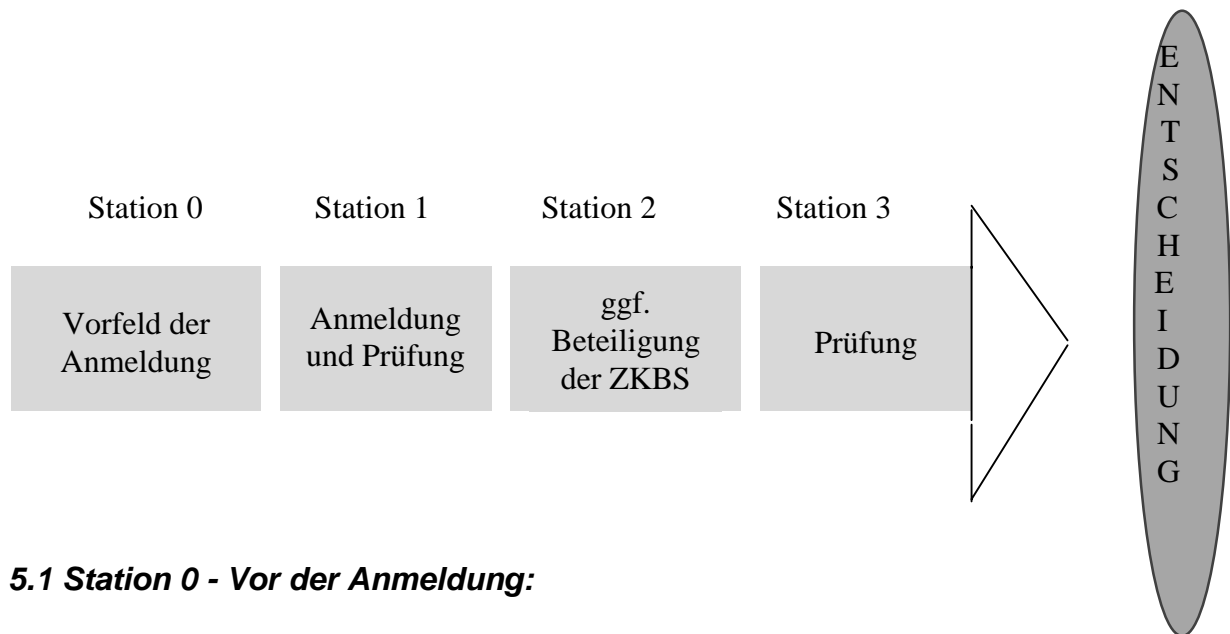 Station 0
Station 1
Station 2
Station 3
Vorfeld der
Anmeldung
Anmeldung
und Prüfung
ggf.
Beteiligung
der ZKBS
Prüfung
E
N
T
S
C
H
E
I
D
U
N
G
5.1 Station 0 - Vor der Anmeldung: